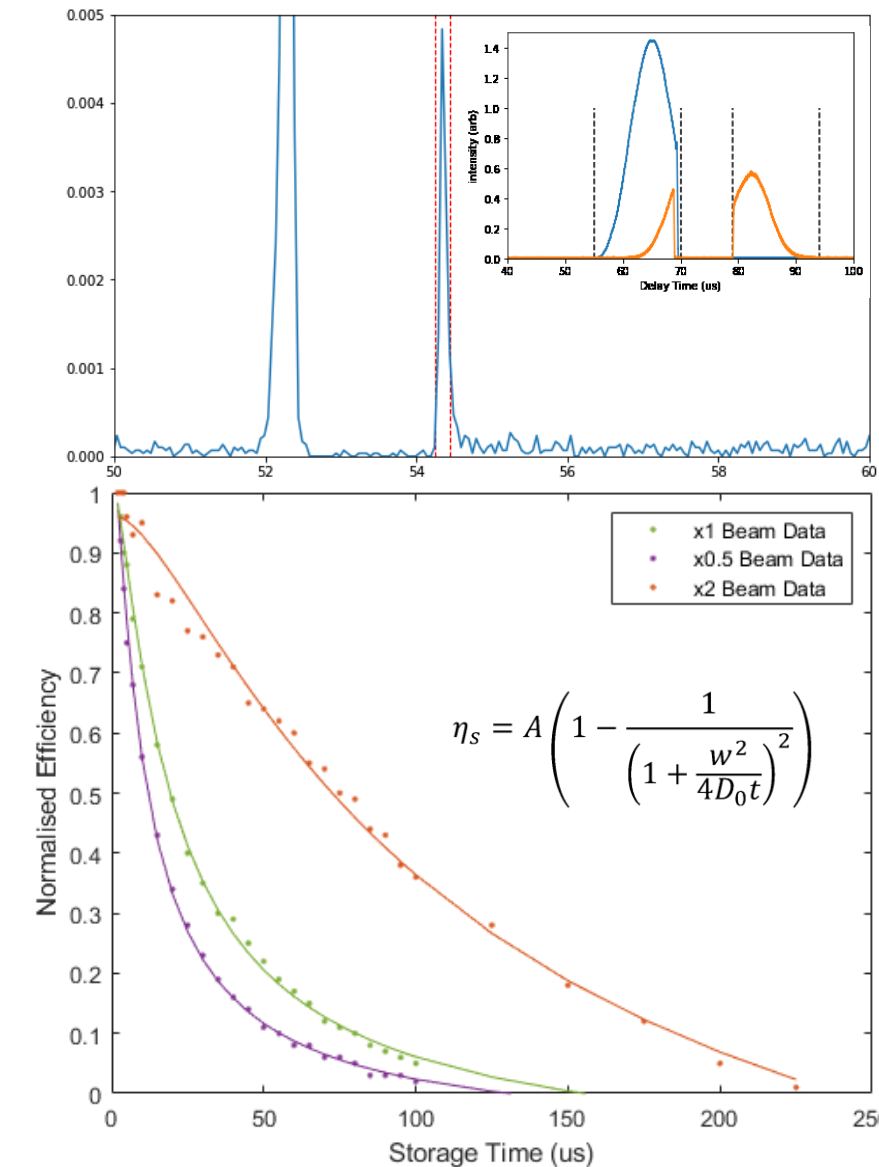 0.005
0.004
0.003
0.002
0.001
0.000
50 52 54 56 58 60
intensity (arb)
1.4
1.2
1.0
0.8
0.6
0.4
0.2
0.0
40 50 60 70 80 90 100
Delay Time (us)
Normalised Efficiency
1
0.9
0.8
0.7
0.6
0.5
0.4
0.3
0.2
0.1
0
0 50 100 150 200
x1 Beam Data
x0.5 Beam Data
x2 Beam Data
η_s = A(1 − 1/(1 + w²/4D₀t)²)
Storage Time (us)